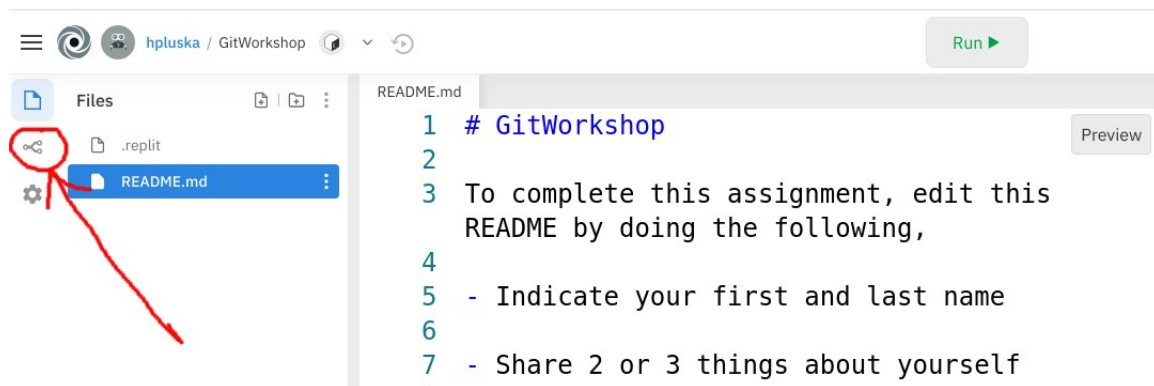 hpluska / GitWorkshop
Run
Files
README.md
.replit
README.md
1 # GitWorkshop
Preview
2
3 To complete this assignment, edit this
README by doing the following,
4
5 - Indicate your first and last name
6
7 - Share 2 or 3 things about yourself